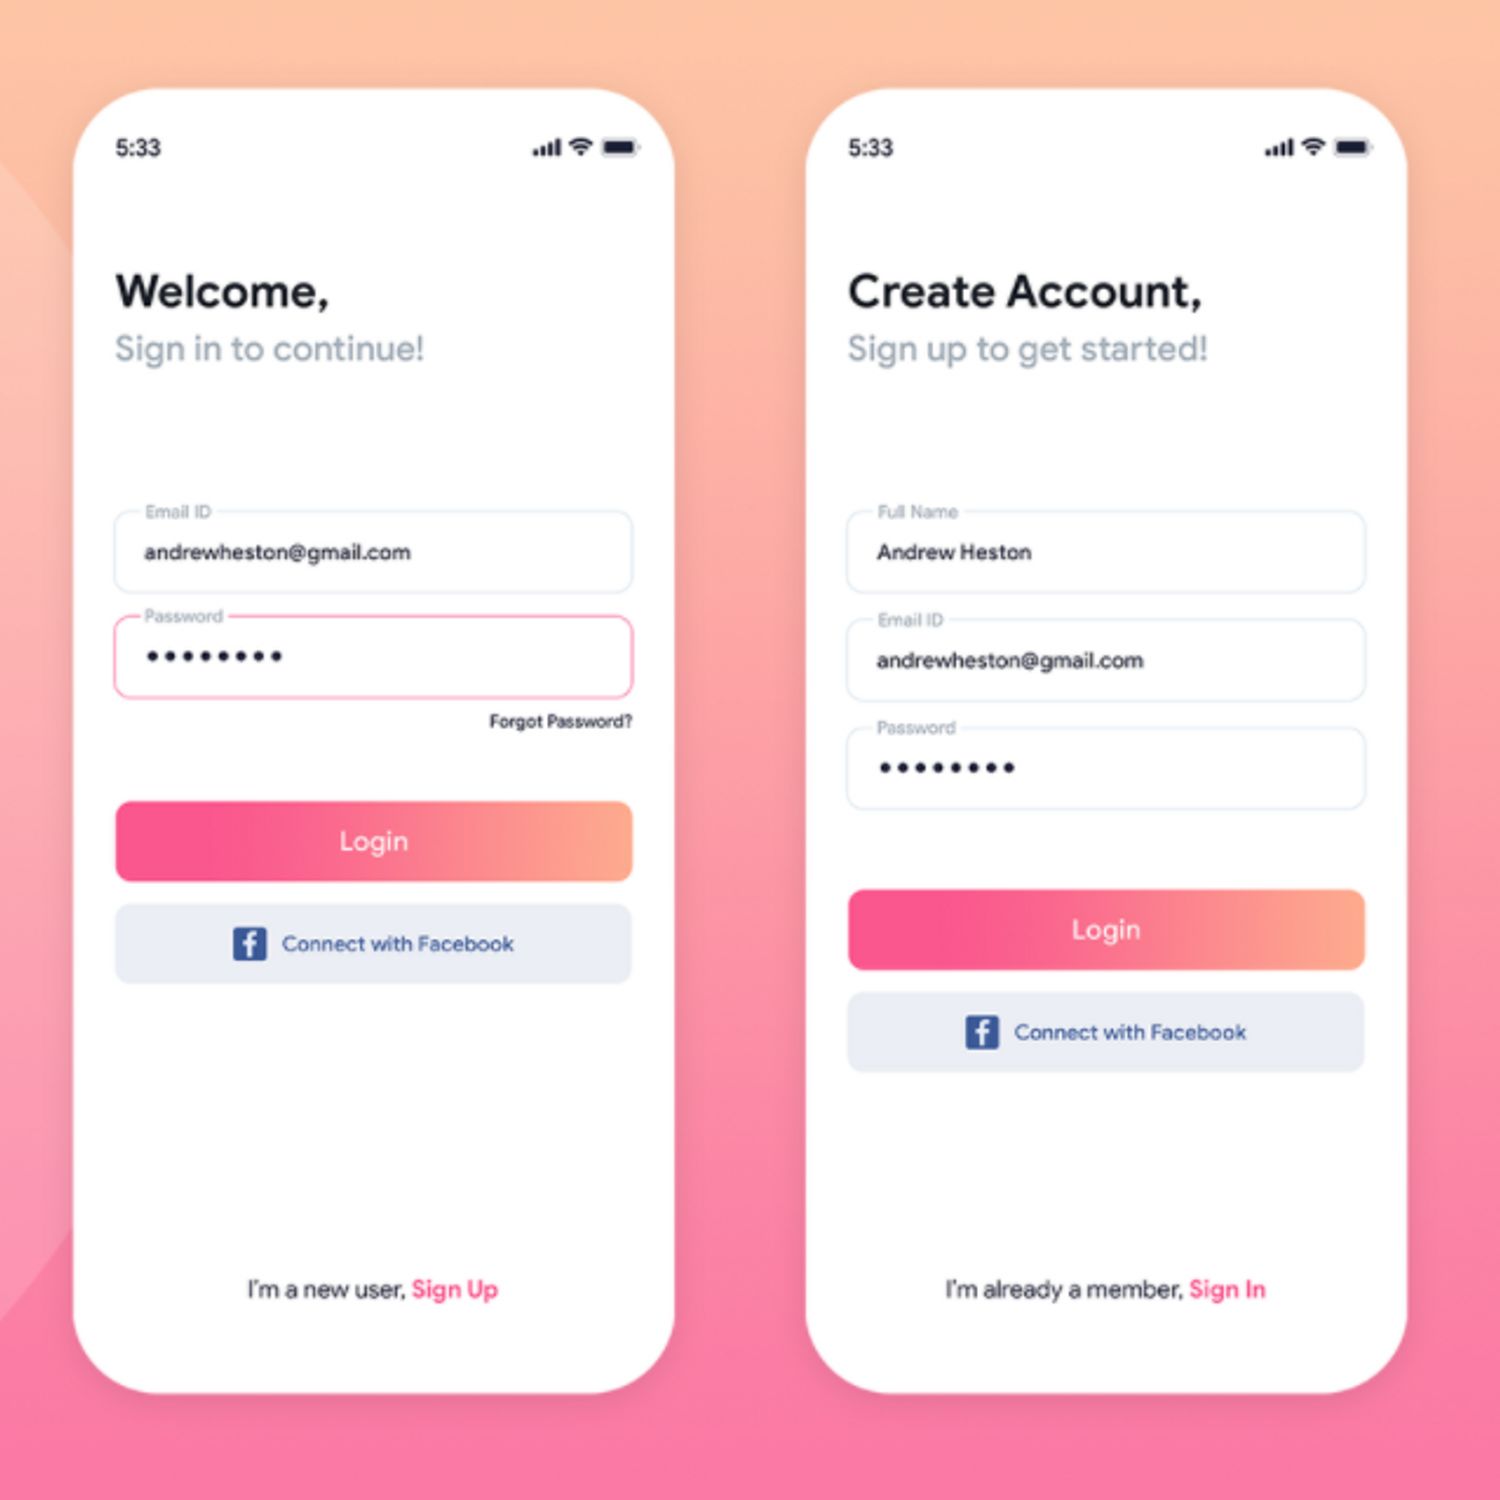 5:33
Welcome,
Sign in to continue!
Email ID
andrewheston@gmail.com
Password
Forgot Password?
Login
Connect with Facebook
I'm a new user, Sign Up
5:33
Create Account,
Sign up to get started!
Full Name
Andrew Heston
Email ID
andrewheston@gmail.com
Password
Login
Connect with Facebook
I'm already a member, Sign In